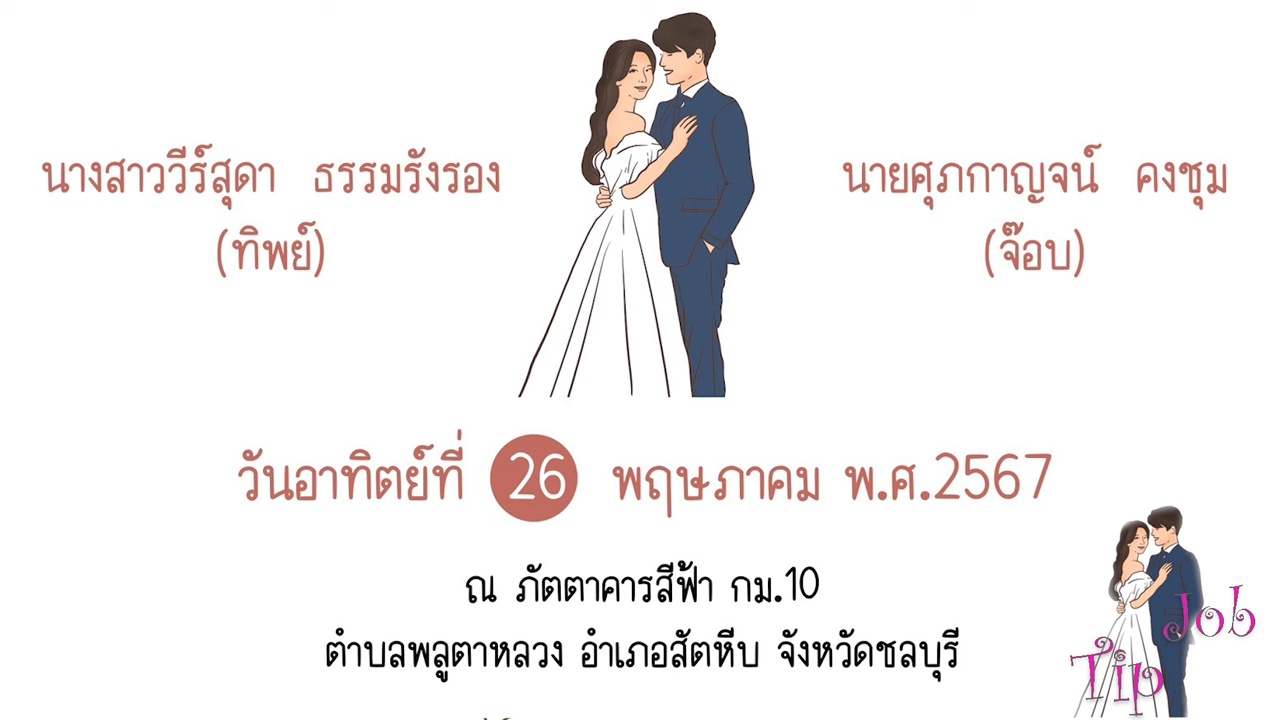 นางสาววีร์สุดา ธรรมรังรอง
(ทิพย์)
นายศุภกาญจน์ คงชุม
(จ๊อบ)
วันอาทิตย์ที่ 26 พฤษภาคม พ.ศ.2567
ณ ภัตตาคารสีฟ้า กม.10
ตำบลพลูตาหลวง อำเภอสัตหีบ จังหวัดชลบุรี
Job
Tip